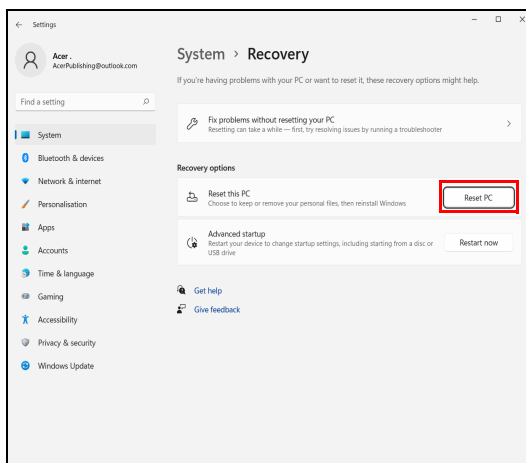 Settings
Acer .
AcerPublishing@outlook.com
Find a setting
System
Bluetooth & devices
Network & internet
Personalisation
Apps
Accounts
Time & language
Gaming
Accessibility
Privacy & security
Windows Update
System > Recovery
If you're having problems with your PC or want to reset it, these recovery options might help.
Fix problems without resetting your PC
Resetting can take a while — first, try resolving issues by running a troubleshooter
Recovery options
Reset this PC
Choose to keep or remove your personal files, then reinstall Windows
Reset PC
Advanced startup
Restart your device to change startup settings, including starting from a disc or
USB drive
Restart now
Get help
Give feedback